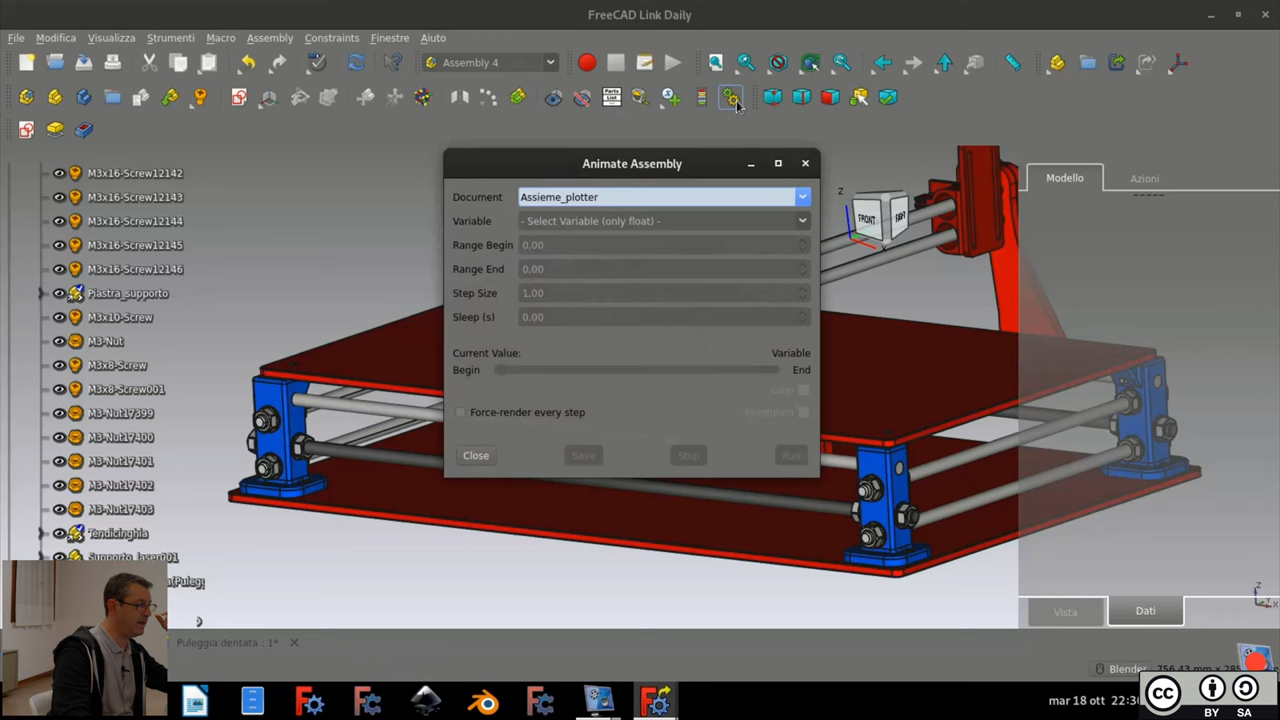 FreeCAD Link Daily
File Modifica Visualizza Strumenti Macro Assembly Constraints Finestre Aiuto
Assembly 4
Parts List
M3x16-Screw12142
M3x16-Screw12143
M3x16-Screw12144
M3x16-Screw12145
M3x16-Screw12146
Piastra_supporto
M3x10-Screw
M3-Nut
M3x8-Screw
M3x8-Screw001
M3-Nut17399
M3-Nut17400
M3-Nut17401
M3-Nut17402
M3-Nut17403
Tendicinghia
Supporto_laser001
Animate Assembly
Document Assieme_plotter
Variable - Select Variable (only float) -
Range Begin 0,00
Range End 0,00
Step Size 1,00
Sleep (s) 0,00
Current Value: Variable
Begin End
Loop
Force-render every step Pendulum
Close Save Stop Run
Z
FRONT
X
Modello Azioni
Vista Dati
Puleggia dentata : 1*
Blender
mar 18 ott
CC BY SA